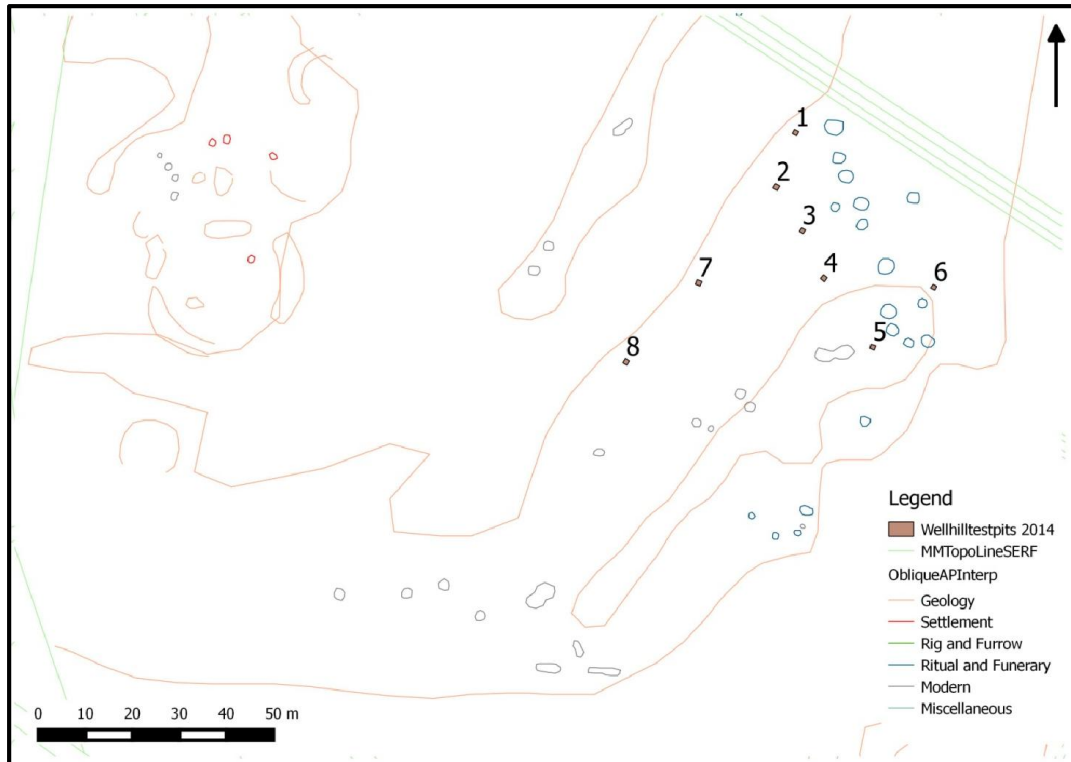 1
2
3
4
6
7
5
8
Legend
Wellhilltestpits 2014
MMTopoLineSERF
ObliqueAPInterp
Geology
Settlement
Rig and Furrow
Ritual and Funerary
Modern
Miscellaneous
0 10 20 30 40 50 m